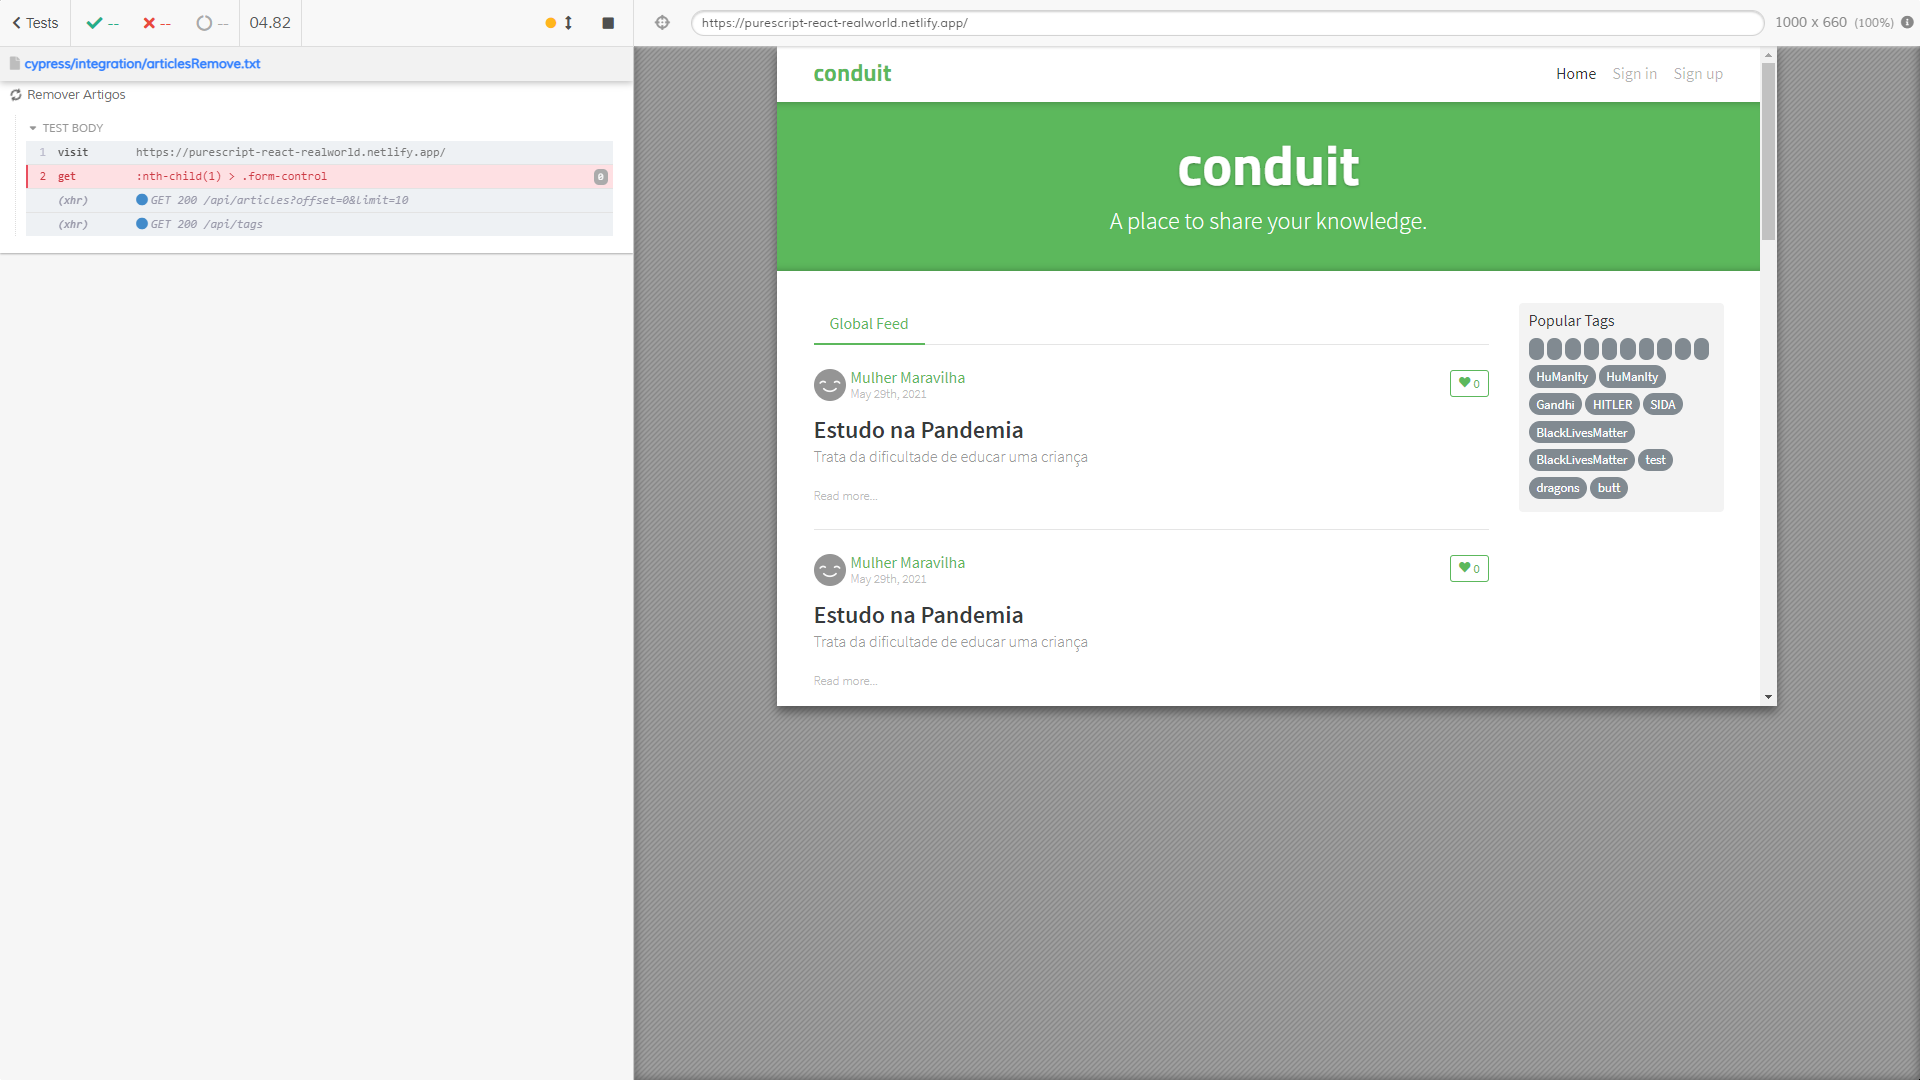 Tests
--
--
--
04.82
https://purescript-react-realworld.netlify.app/
1000 x 660 (100%)
cypress/integration/articlesRemove.txt
Remover Artigos
TEST BODY
1 visit https://purescript-react-realworld.netlify.app/
2 get :nth-child(1) > .form-control 0
(xhr) GET 200 /api/articles?offset=0&limit=10
(xhr) GET 200 /api/tags
conduit
Home Sign in Sign up
conduit
A place to share your knowledge.
Global Feed
Mulher Maravilha
May 29th, 2021
0
Estudo na Pandemia
Trata da dificultade de educar uma criança
Read more...
Mulher Maravilha
May 29th, 2021
0
Estudo na Pandemia
Trata da dificultade de educar uma criança
Read more...
Popular Tags
HuManIty HuManIty
Gandhi HITLER SIDA
BlackLivesMatter
BlackLivesMatter test
dragons butt